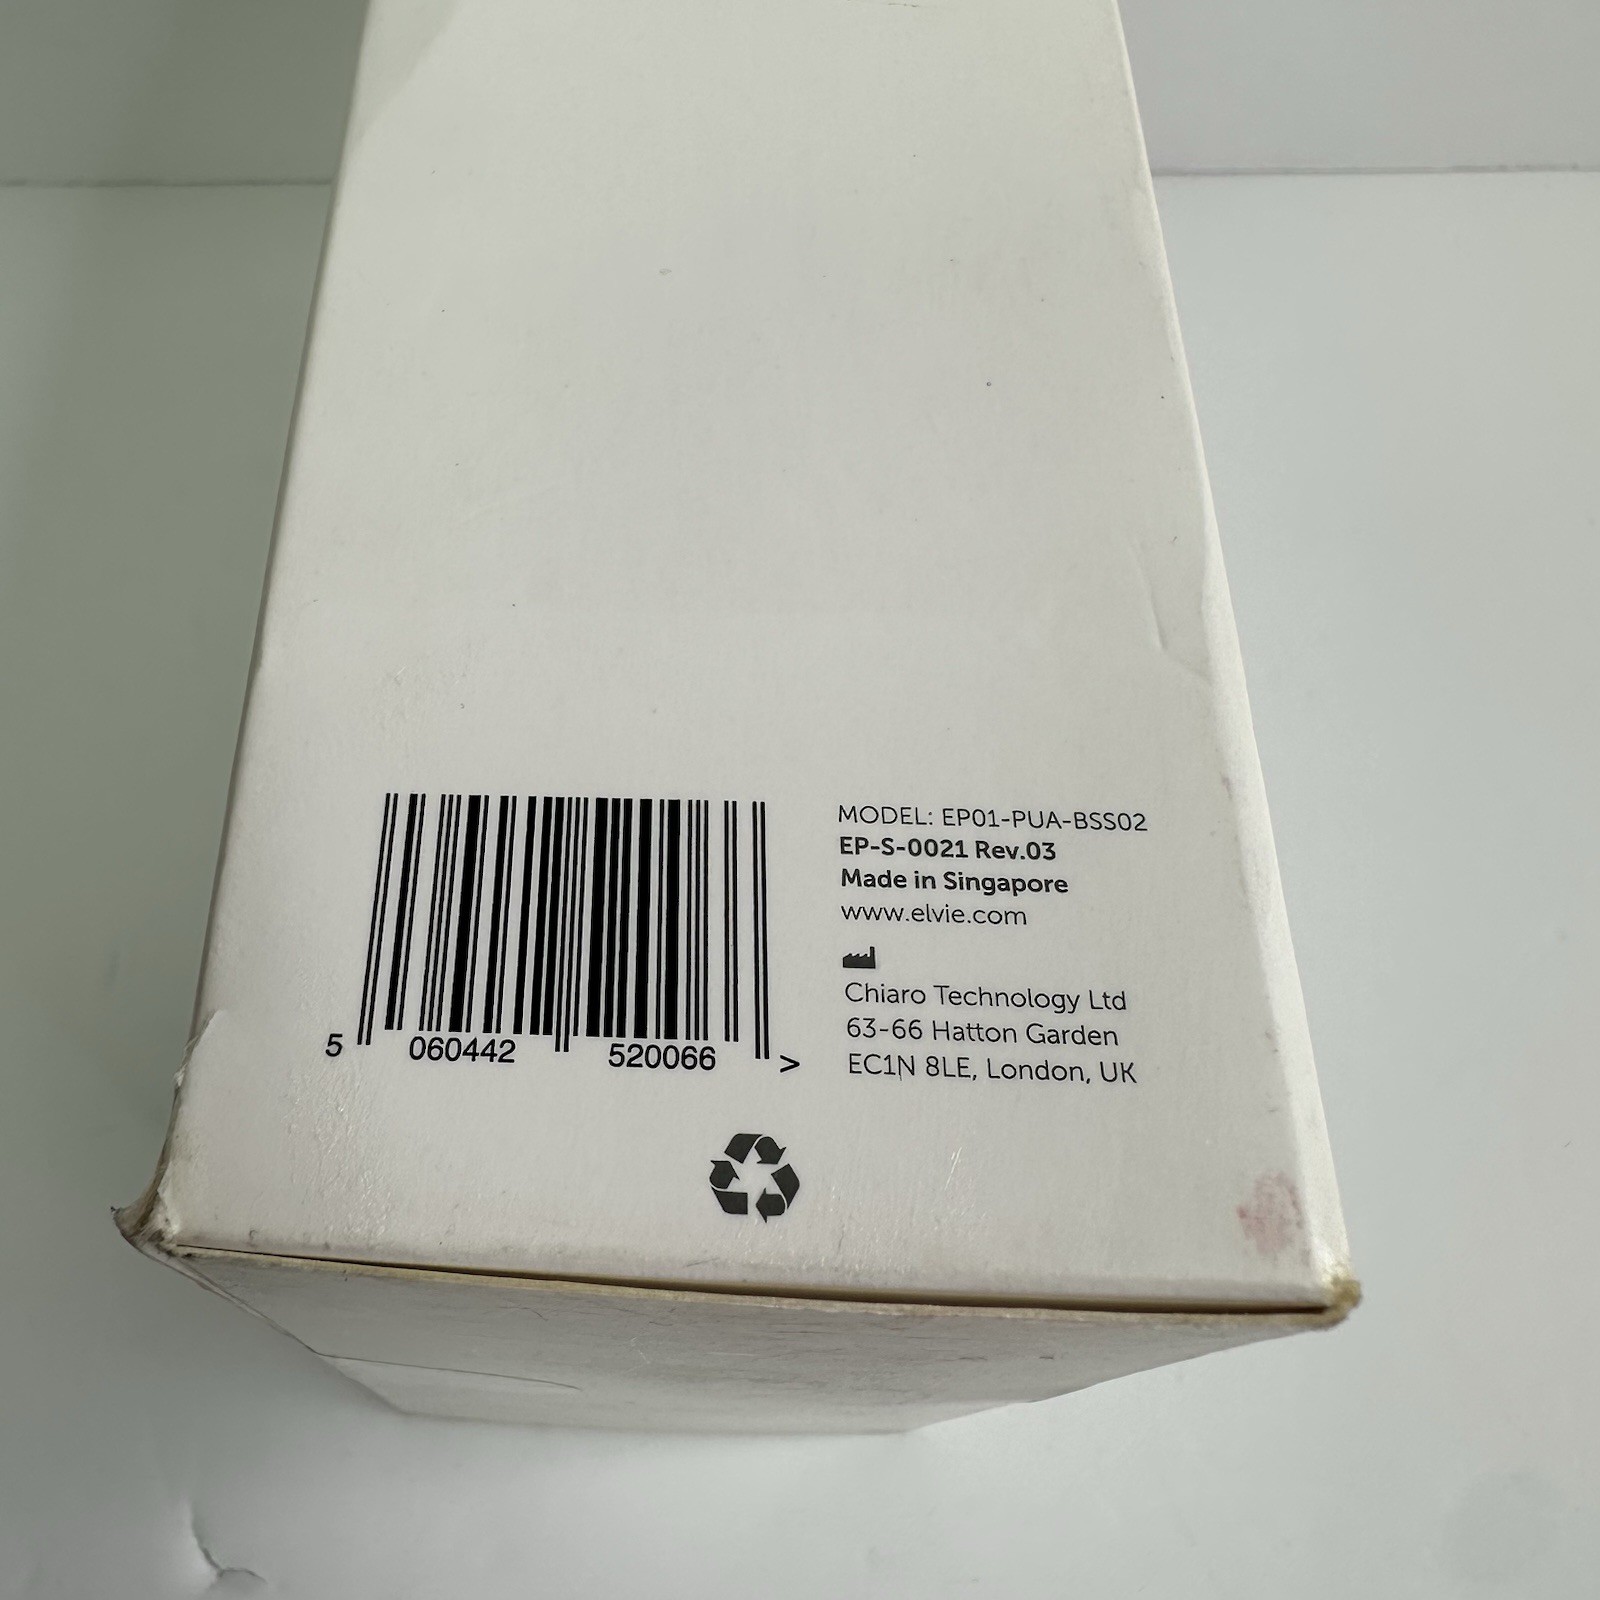 5 060442 520066 >
MODEL: EP01-PUA-BSS02
EP-S-0021 Rev.03
Made in Singapore
www.elvie.com
Chiaro Technology Ltd
63-66 Hatton Garden
EC1N 8LE, London, UK